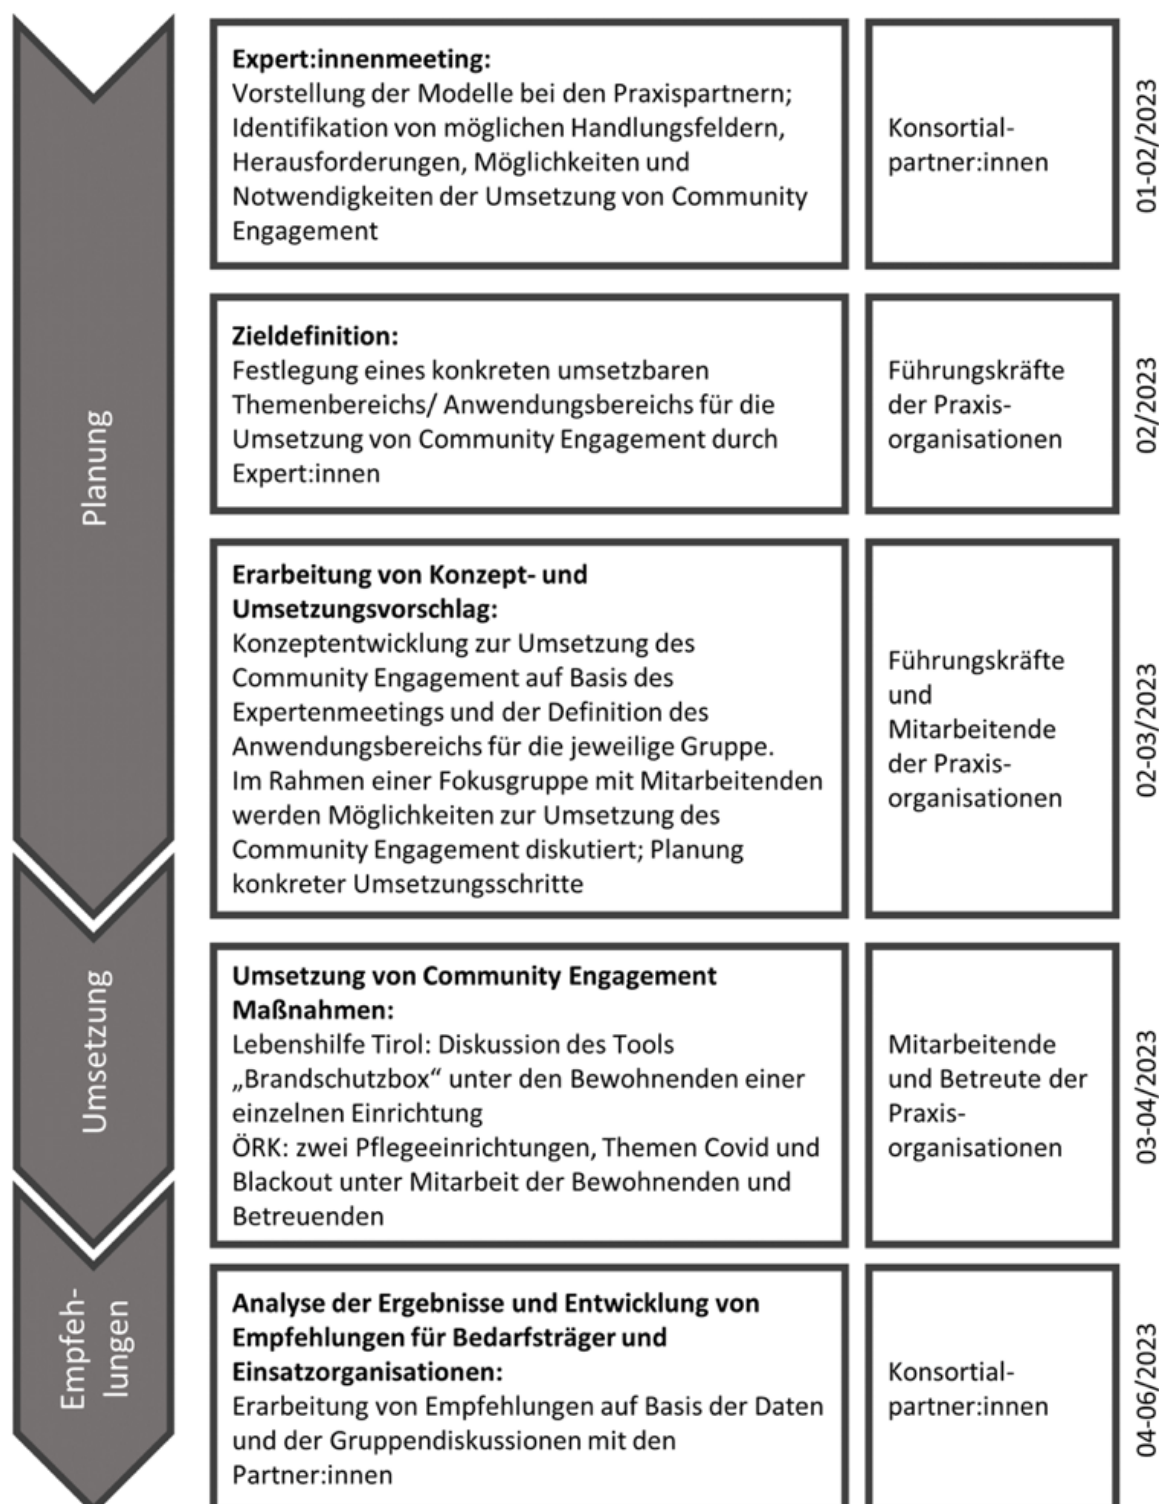 Planung
Expert:innenmeeting:
Vorstellung der Modelle bei den Praxispartnern;
Identifikation von möglichen Handlungsfeldern,
Herausforderungen, Möglichkeiten und
Notwendigkeiten der Umsetzung von Community
Engagement
Konsortial-
partner:innen
01-02/2023
Zieldefinition:
Festlegung eines konkreten umsetzbaren
Themenbereichs/ Anwendungsbereichs für die
Umsetzung von Community Engagement durch
Expert:innen
Führungskräfte
der Praxis-
organisationen
02/2023
Erarbeitung von Konzept- und
Umsetzungsvorschlag:
Konzeptentwicklung zur Umsetzung des
Community Engagement auf Basis des
Expertenmeetings und der Definition des
Anwendungsbereichs für die jeweilige Gruppe.
Im Rahmen einer Fokusgruppe mit Mitarbeitenden
werden Möglichkeiten zur Umsetzung des
Community Engagement diskutiert; Planung
konkreter Umsetzungsschritte
Führungskräfte
und
Mitarbeitende
der Praxis-
organisationen
02-03/2023
Umsetzung
Umsetzung von Community Engagement
Maßnahmen:
Lebenshilfe Tirol: Diskussion des Tools
„Brandschutzbox“ unter den Bewohnenden einer
einzelnen Einrichtung
ÖRK: zwei Pflegeeinrichtungen, Themen Covid und
Blackout unter Mitarbeit der Bewohnenden und
Betreuenden
Mitarbeitende
und Betreute der
Praxis-
organisationen
03-04/2023
Empfeh-
lungen
Analyse der Ergebnisse und Entwicklung von
Empfehlungen für Bedarfsträger und
Einsatzorganisationen:
Erarbeitung von Empfehlungen auf Basis der Daten
und der Gruppendiskussionen mit den
Partner:innen
Konsortial-
partner:innen
04-06/2023